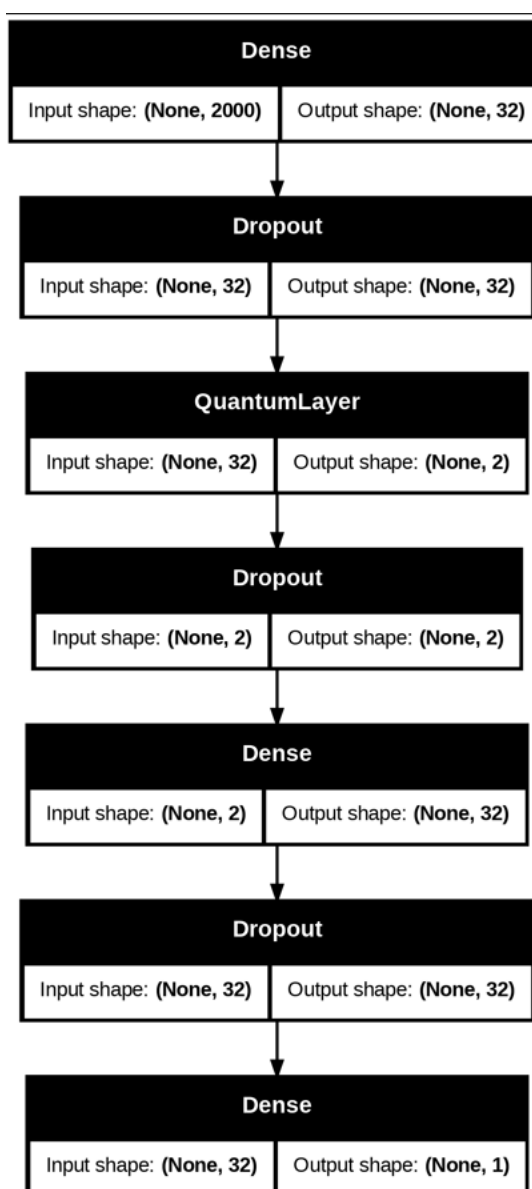 Dense
Input shape: (None, 2000) Output shape: (None, 32)
Dropout
Input shape: (None, 32) Output shape: (None, 32)
QuantumLayer
Input shape: (None, 32) Output shape: (None, 2)
Dropout
Input shape: (None, 2) Output shape: (None, 2)
Dense
Input shape: (None, 2) Output shape: (None, 32)
Dropout
Input shape: (None, 32) Output shape: (None, 32)
Dense
Input shape: (None, 32) Output shape: (None, 1)